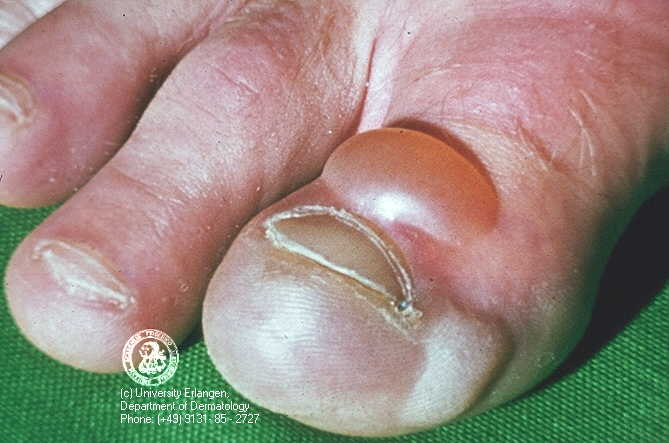 (c) University Erlangen,
Department of Dermatology
Phone: (+49) 9131- 85 - 2727